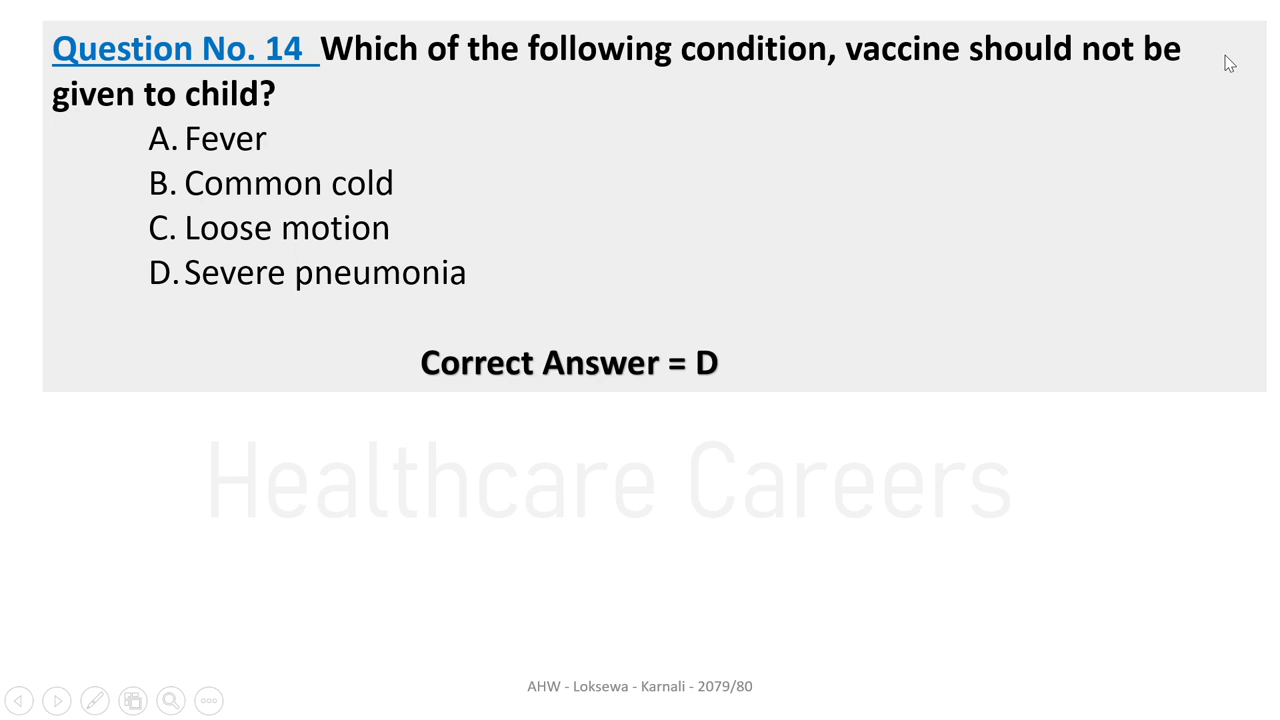 Question No. 14 Which of the following condition, vaccine should not be
given to child?
A. Fever
B. Common cold
C. Loose motion
D. Severe pneumonia
Correct Answer = D
Healthcare Careers
AHW - Loksewa - Karnali - 2079/80